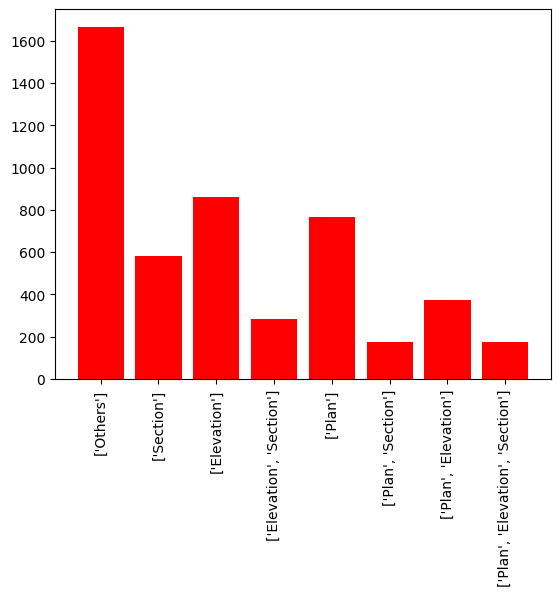 1600
1400
1200
1000
800
600
400
200
0
['Others']
['Section']
['Elevation']
['Elevation', 'Section']
['Plan']
['Plan', 'Section']
['Plan', 'Elevation']
['Plan', 'Elevation', 'Section']